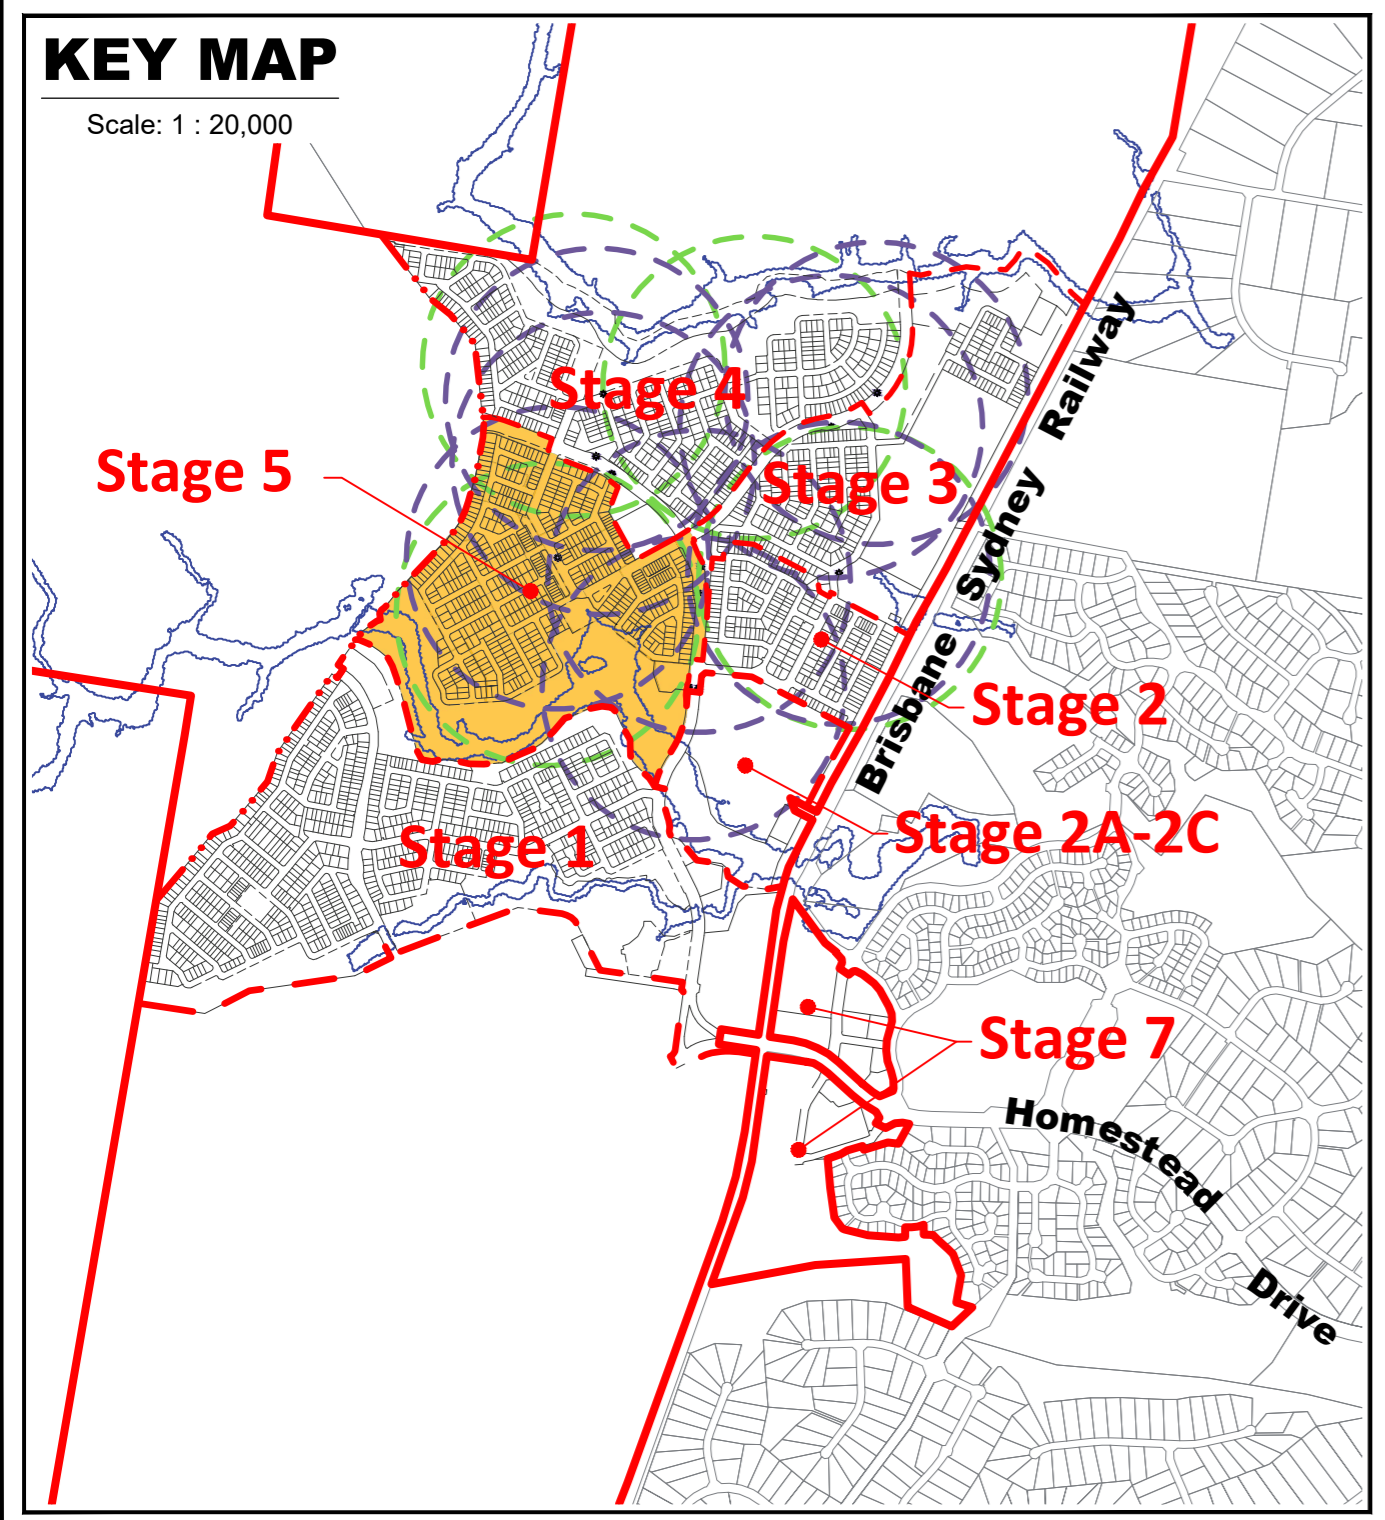 KEY MAP
Scale: 1 : 20,000
Stage 4
Stage 5
Stage 3
Brisbane Sydney Railway
Stage 2
Stage 2A-2C
Stage 1
Stage 7
Homestead Drive